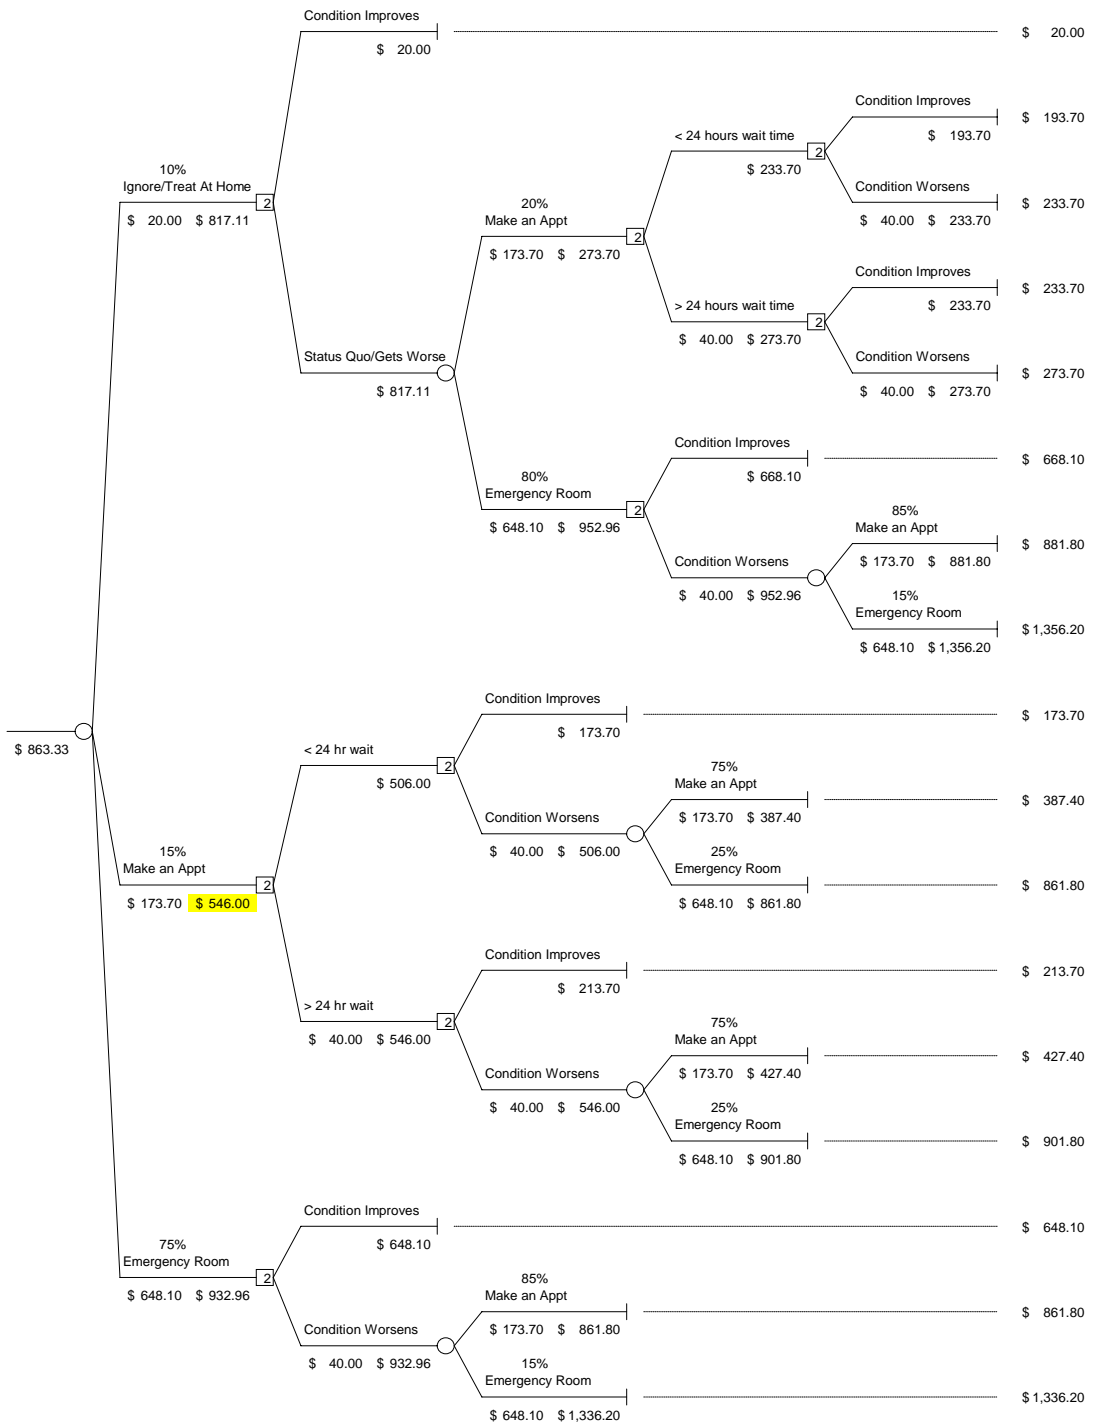 Condition Improves
$ 20.00 $ 20.00
Condition Improves
$ 193.70
< 24 hours wait time $ 193.70
2
10% $ 233.70 Condition Worsens
Ignore/Treat At Home $ 233.70
2 20% $ 40.00 $ 233.70
$ 20.00 $ 817.11 Make an Appt
2
$ 173.70 $ 273.70 Condition Improves
$ 233.70
> 24 hours wait time $ 233.70
2
$ 40.00 $ 273.70 Condition Worsens
Status Quo/Gets Worse $ 273.70
$ 817.11 $ 40.00 $ 273.70
Condition Improves
$ 668.10
80% $ 668.10
Emergency Room 85%
2 Make an Appt
$ 648.10 $ 952.96 $ 881.80
Condition Worsens $ 173.70 $ 881.80
$ 40.00 $ 952.96 15%
Emergency Room
$ 1,356.20
$ 648.10 $ 1,356.20
Condition Improves
$ 173.70
$ 863.33 < 24 hr wait $ 173.70
2 75%
$ 506.00 Make an Appt
$ 387.40
Condition Worsens $ 173.70 $ 387.40
15% $ 40.00 $ 506.00 25%
Make an Appt Emergency Room
2 $ 861.80
$ 173.70 $ 546.00 $ 648.10 $ 861.80
Condition Improves
$ 213.70
> 24 hr wait $ 213.70
2 75%
$ 40.00 $ 546.00 Make an Appt
$ 427.40
Condition Worsens $ 173.70 $ 427.40
$ 40.00 $ 546.00 25%
Emergency Room
$ 901.80
$ 648.10 $ 901.80
Condition Improves
$ 648.10
75% $ 648.10
Emergency Room
2 85%
$ 648.10 $ 932.96 Make an Appt
$ 861.80
Condition Worsens $ 173.70 $ 861.80
$ 40.00 $ 932.96 15%
Emergency Room
$ 1,336.20
$ 648.10 $ 1,336.20